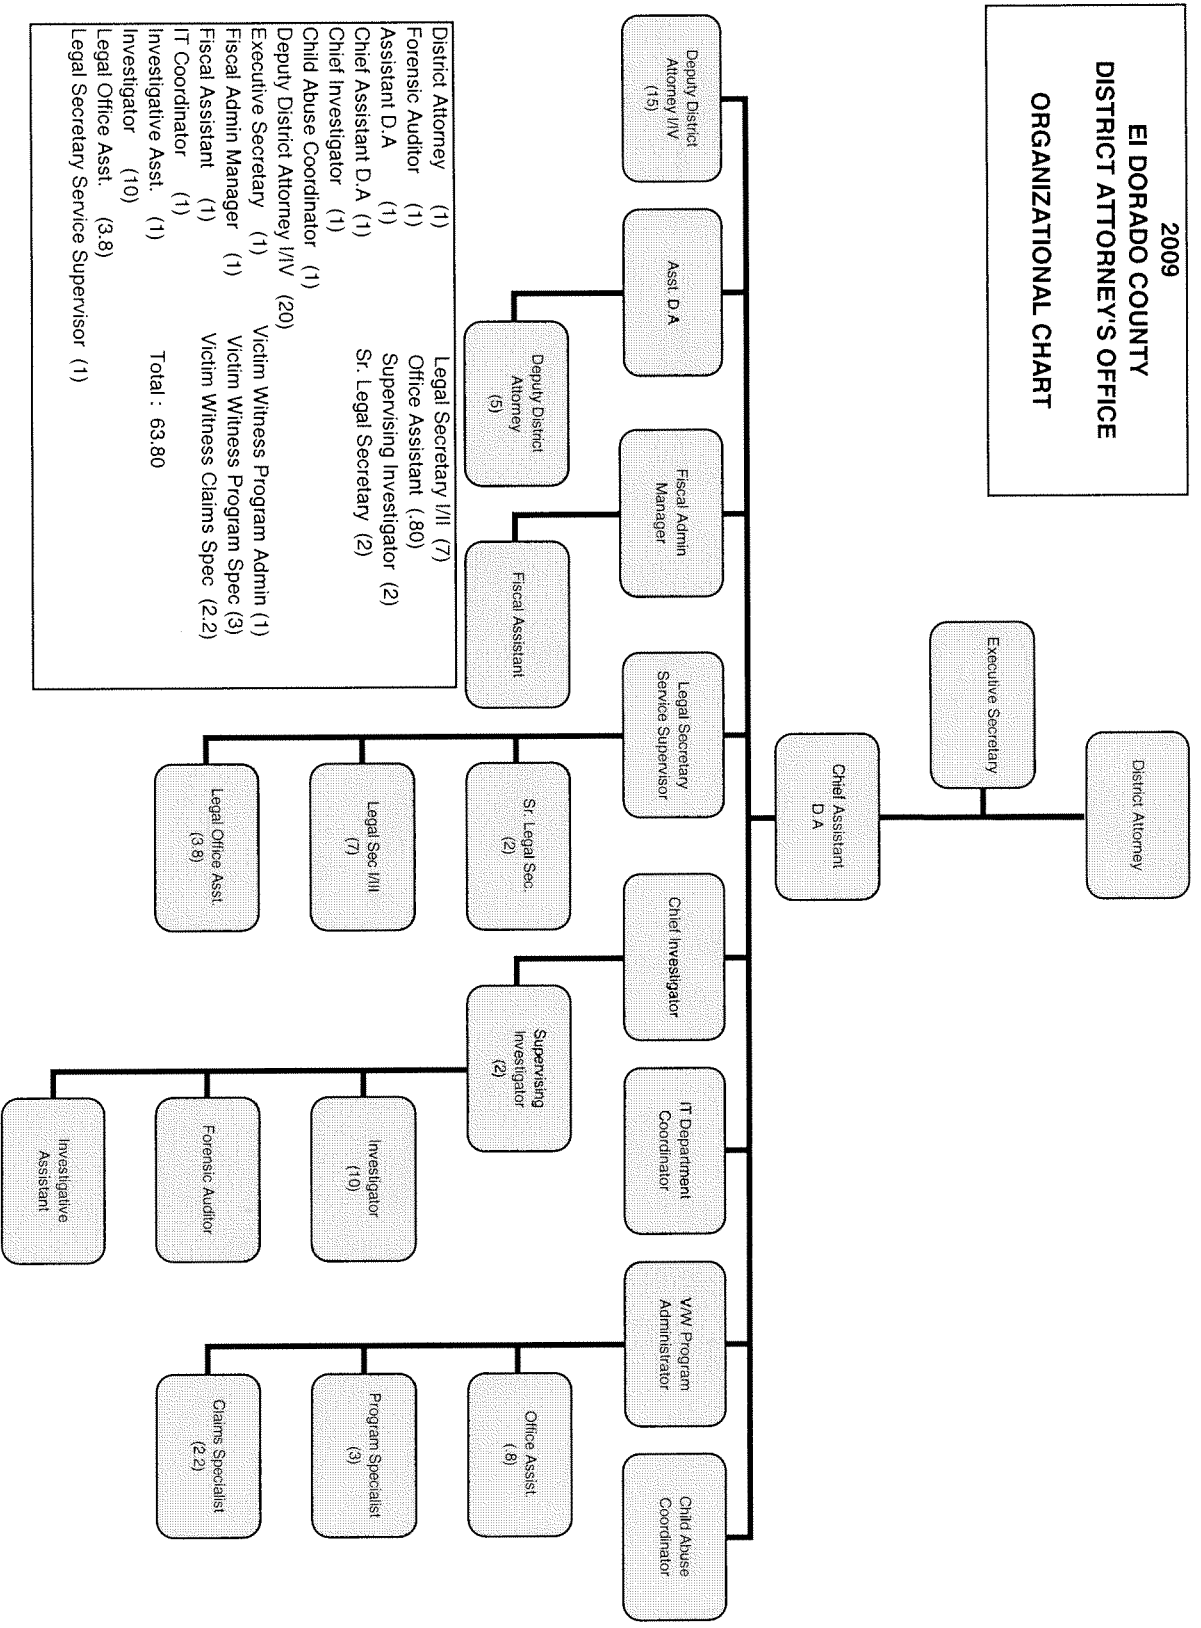 2009
El DORADO COUNTY
DISTRICT ATTORNEY'S OFFICE
ORGANIZATIONAL CHART
District Attorney
Executive Secretary
Chief Assistant
D.A
Deputy District
Attorney I/IV
(15)
Asst. D.A
Fiscal Admin
Manager
Legal Secretary
Service Supervisor
Chief Investigator
IT Department
Coordinator
V/W Program
Administrator
Child Abuse
Coordinator
Deputy District
Attorney
(5)
Fiscal Assistant
Sr. Legal Sec.
(2)
Supervising
Investigator
(2)
Office Assist.
(.8)
Legal Sec I/III
(7)
Investigator
(10)
Program Specialist
(3)
Legal Office Asst.
(3.8)
Forensic Auditor
Claims Specialist
(2.2)
Investigative
Assistant
District Attorney (1)
Forensic Auditor (1)
Assistant D.A (1)
Chief Assistant D.A (1)
Chief Investigator (1)
Child Abuse Coordinator (1)
Deputy District Attorney I/IV (20)
Executive Secretary (1)
Fiscal Admin Manager (1)
Fiscal Assistant (1)
IT Coordinator (1)
Investigative Asst. (1)
Investigator (10)
Legal Office Asst. (3.8)
Legal Secretary Service Supervisor (1)
Legal Secretary I/II (7)
Office Assistant (.80)
Supervising Investigator (2)
Sr. Legal Secretary (2)
Victim Witness Program Admin (1)
Victim Witness Program Spec (3)
Victim Witness Claims Spec (2.2)
Total : 63.80